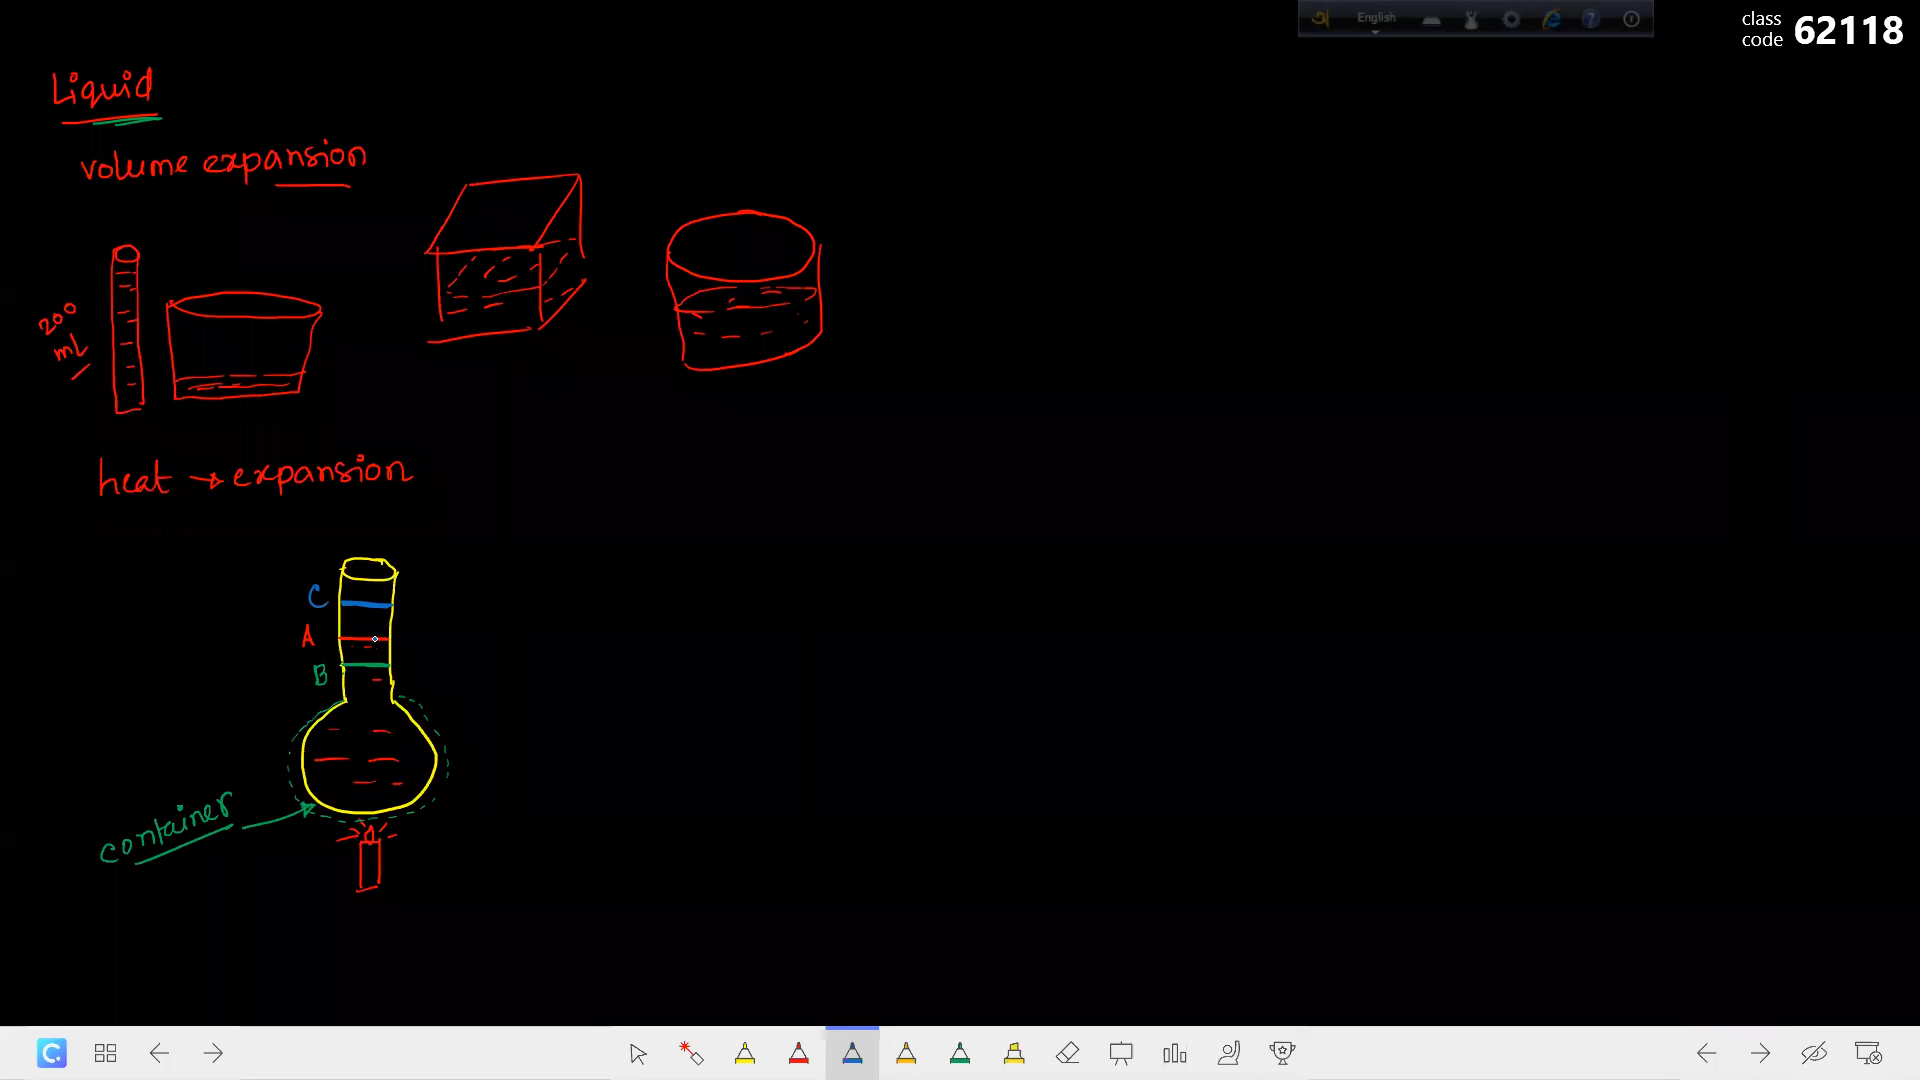 English
class
code 62118
Liquid
volume expansion
200
mL
heat → expansion
C
A
B
container